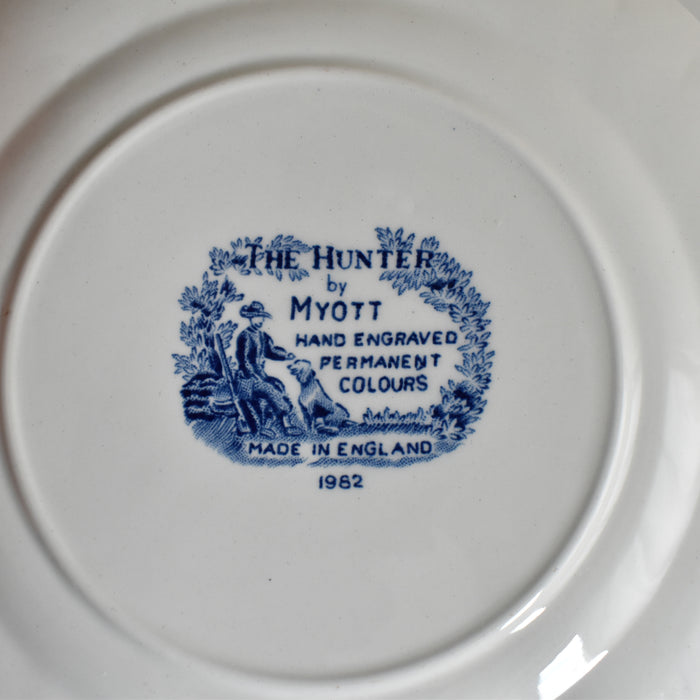 THE HUNTER
by
MYOTT
HAND ENGRAVED
PERMANENT
COLOURS
MADE IN ENGLAND
1982